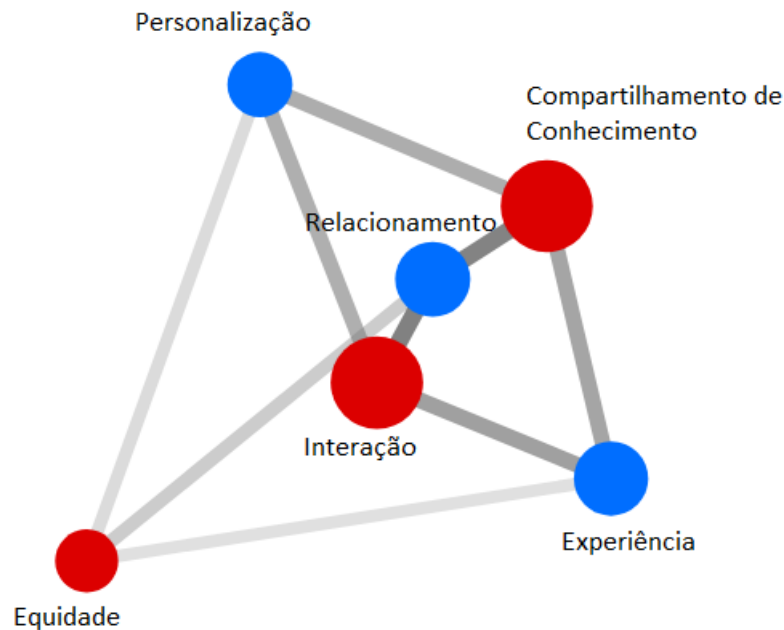 Personalização
Compartilhamento de
Conhecimento
Relacionamento
Interação
Experiência
Equidade